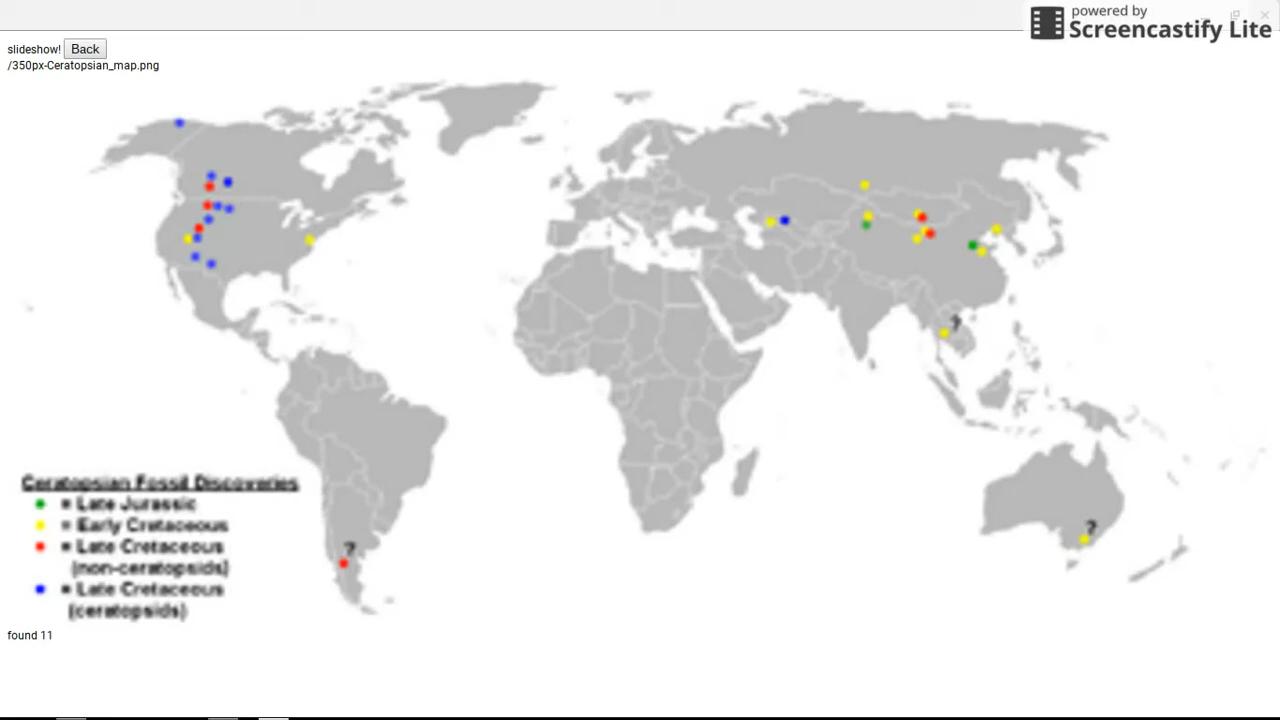 powered by
Screencastify Lite
slideshow! Back
/350px-Ceratopsian_map.png
?
?
?
Ceratopsian Fossil Discoveries
= Late Jurassic
= Early Cretaceous
= Late Cretaceous
(non-ceratopsids)
= Late Cretaceous
(ceratopsids)
found 11